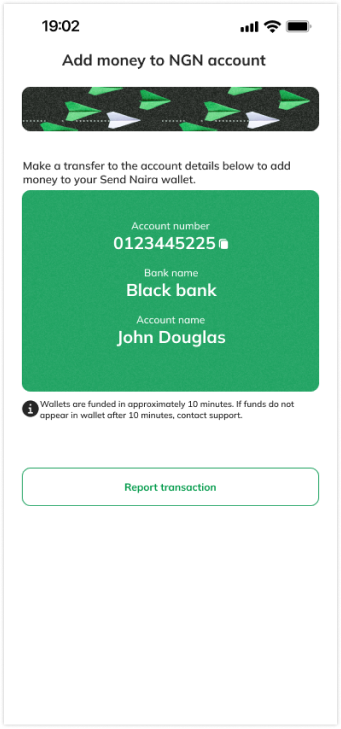 19:02
Add money to NGN account
Make a transfer to the account details below to add
money to your Send Naira wallet.
Account number
0123445225
Bank name
Black bank
Account name
John Douglas
Wallets are funded in approximately 10 minutes. If funds do not
appear in wallet after 10 minutes, contact support.
Report transaction